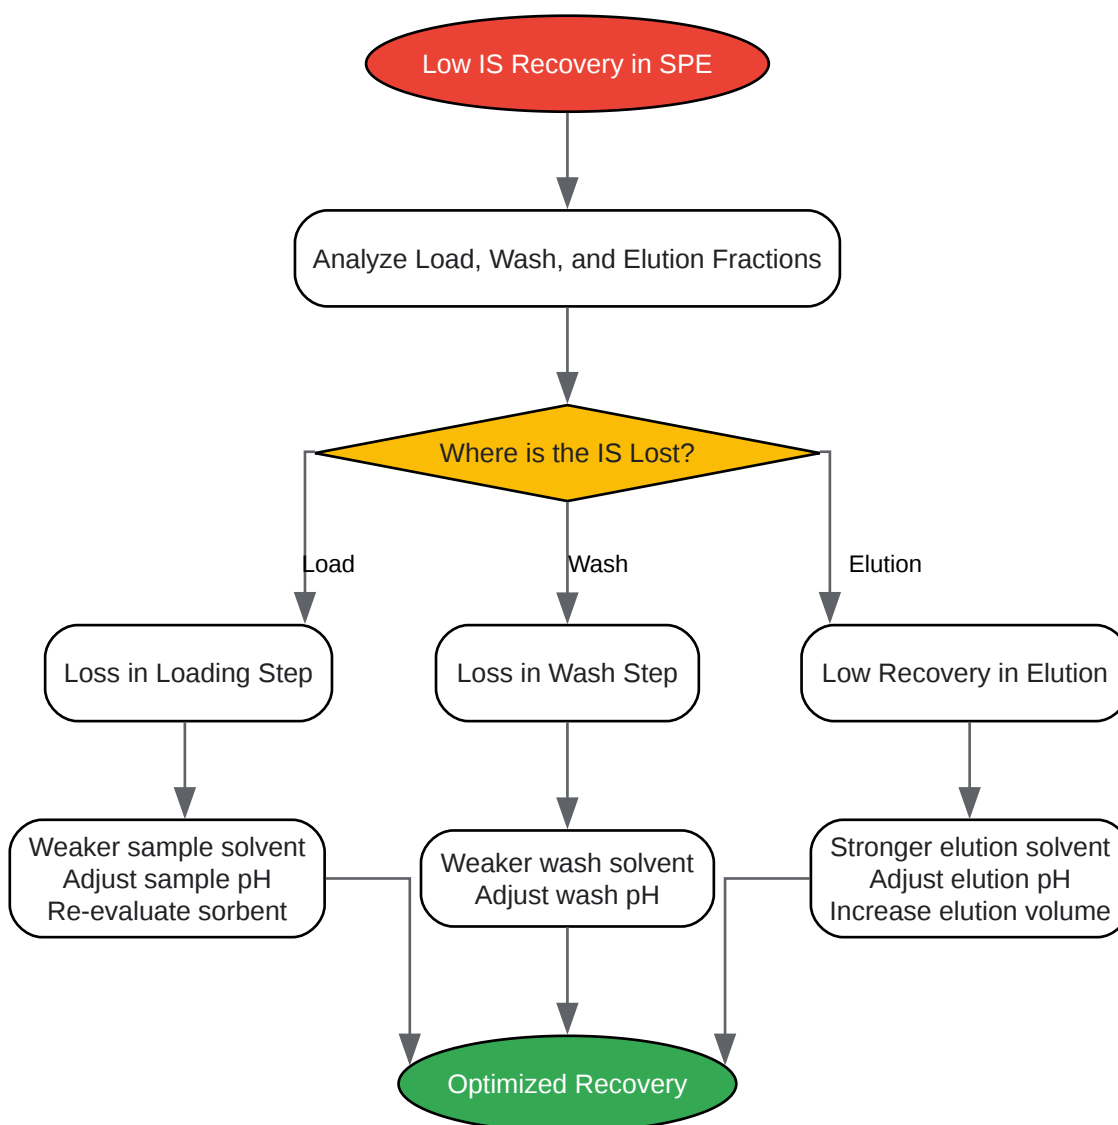 Low IS Recovery in SPE
Analyze Load, Wash, and Elution Fractions
Where is the IS Lost?
Load
Wash
Elution
Loss in Loading Step
Loss in Wash Step
Low Recovery in Elution
Weaker sample solvent
Adjust sample pH
Re-evaluate sorbent
Weaker wash solvent
Adjust wash pH
Stronger elution solvent
Adjust elution pH
Increase elution volume
Optimized Recovery